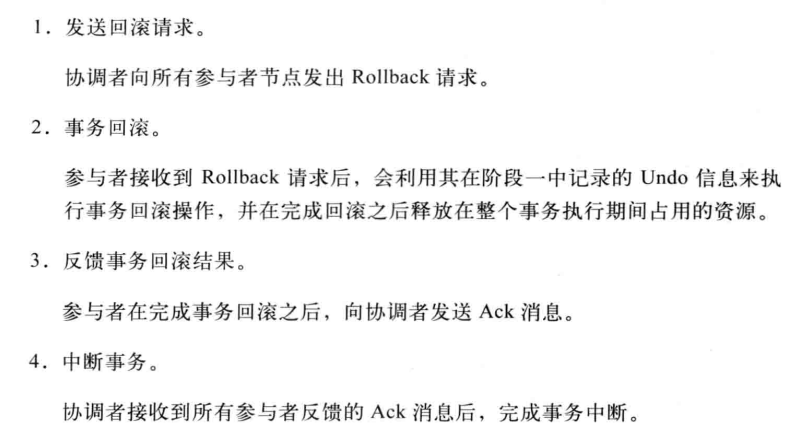 1．发送回滚请求。
协调者向所有参与者节点发出 Rollback 请求。
2．事务回滚。
参与者接收到 Rollback 请求后，会利用其在阶段一中记录的 Undo 信息来执
行事务回滚操作，并在完成回滚之后释放在整个事务执行期间占用的资源。
3．反馈事务回滚结果。
参与者在完成事务回滚之后，向协调者发送 Ack 消息。
4．中断事务。
协调者接收到所有参与者反馈的 Ack 消息后，完成事务中断。